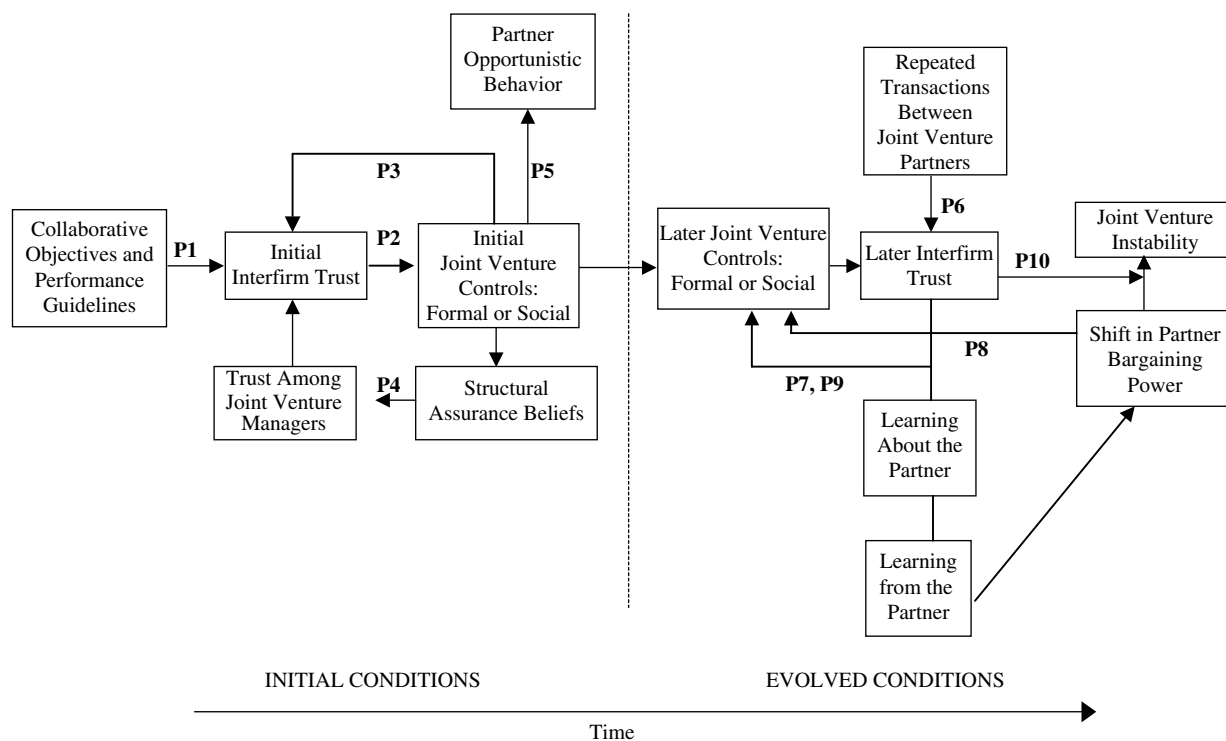 Partner
Opportunistic
Behavior
P3
P5
Collaborative
Objectives and
Performance
Guidelines
P1
Initial
Interfirm Trust
P2
Initial
Joint Venture
Controls:
Formal or Social
Trust Among
Joint Venture
Managers
P4
Structural
Assurance Beliefs
Repeated
Transactions
Between
Joint Venture
Partners
P6
Later Joint Venture
Controls:
Formal or Social
Later Interfirm
Trust
P10
Joint Venture
Instability
P8
Shift in Partner
Bargaining
Power
P7, P9
Learning
About the
Partner
Learning
from the
Partner
INITIAL CONDITIONS
EVOLVED CONDITIONS
Time